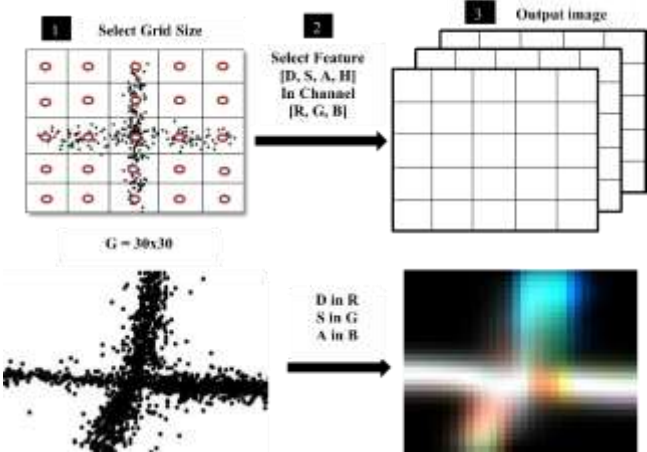 1
Select Grid Size
2
Select Feature
[D, S, A, H]
In Channel
[R, G, B]
3
Output image
G = 30x30
D in R
S in G
A in B